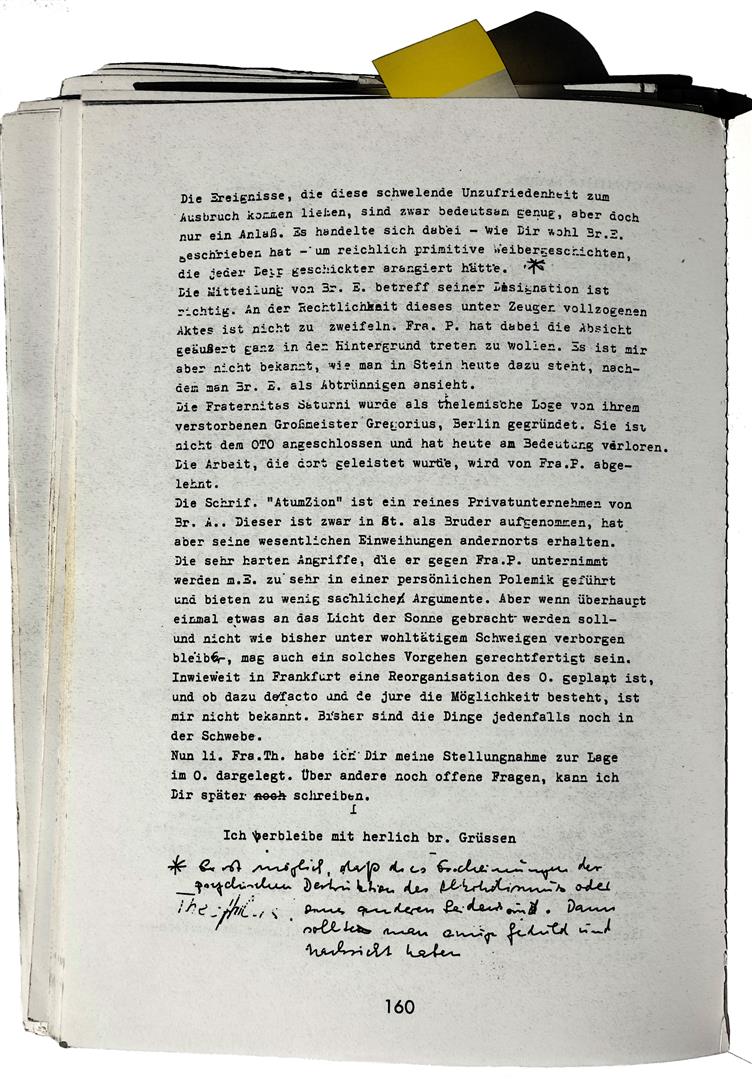 Die Ereignisse, die diese schwelende Unzufriedenheit zum
Ausbruch kommen ließen, sind zwar bedeutsam genug, aber doch
nur ein Anlaß. Es handelte sich dabei - wie Dir wohl Br.E.
geschrieben hat - um reichlich primitive Weibergeschichten,
die jeder geschickter arangiert hätte. *
Die Mitteilung von Br. E. betreff seiner Designation ist
richtig. An der Rechtlichkeit dieses unter Zeugen vollzogenen
Aktes ist nicht zu zweifeln. Fra. P. hat dabei die Absicht
geäußert ganz in den Hintergrund treten zu wollen. Es ist mir
aber nicht bekannt, wie man in Stein heute dazu steht, nach-
dem man Br. E. als Abtrünnigen ansieht.
Die Fraternitas Saturni wurde als thelemische Loge von ihrem
verstorbenen Großmeister Gregorius, Berlin gegründet. Sie ist
nicht dem OTO angeschlossen und hat heute am Bedeutung verloren.
Die Arbeit, die dort geleistet wurde, wird von Fra.P. abge-
lehnt.
Die Schrif. "AtumZion" ist ein reines Privatunternehmen von
Br. A.. Dieser ist zwar in St. als Bruder aufgenommen, hat
aber seine wesentlichen Einweihungen andernorts erhalten.
Die sehr harten Angriffe, die er gegen Fra.P. unternimmt
werden m.E. zu sehr in einer persönlichen Polemik geführt
und bieten zu wenig sachliche Argumente. Aber wenn überhaupt
einmal etwas an das Licht der Sonne gebracht werden soll-
und nicht wie bisher unter wohltätigem Schweigen verborgen
bleiben, mag auch ein solches Vorgehen gerechtfertigt sein.
Inwieweit in Frankfurt eine Reorganisation des O. geplant ist,
und ob dazu defacto und de jure die Möglichkeit besteht, ist
mir nicht bekannt. Bisher sind die Dinge jedenfalls noch in
der Schwebe.
Nun li. Fra.Th. habe ich Dir meine Stellungnahme zur Lage
im O. dargelegt. Über andere noch offene Fragen, kann ich
Dir später noch schreiben.
Ich verbleibe mit herlich br. Grüssen
* Es ist möglich, daß dies Erscheinungen der
psychischen Destruktion des Alkoholismus oder
eines anderen Leidens sind. Dann
sollte man einige Geduld und
Nachsicht haben
160